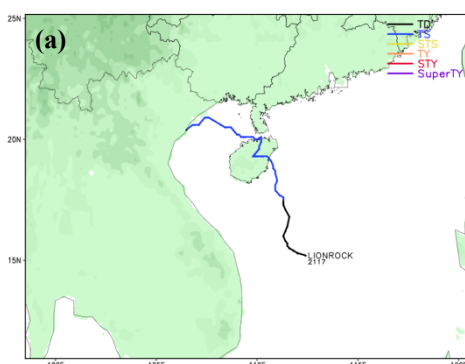 (a)
25N
TD
TS
STS
TY
STY
SuperTY
20N
15N
LIONROCK
2117